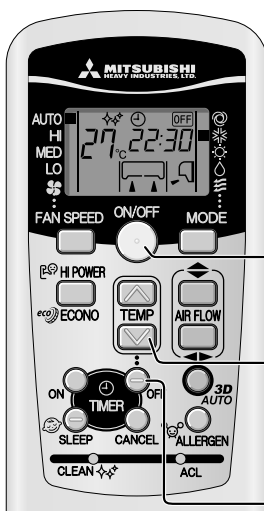 MITSUBISHI
HEAVY INDUSTRIES, LTD.
AUTO
HI
MED
LO
OFF
27°C 22:30
FAN SPEED
ON/OFF
MODE
HI POWER
eco ECONO
TEMP
AIR FLOW
ON
OFF
TIMER
3D
AUTO
SLEEP
CANCEL
ALLERGEN
CLEAN
ACL